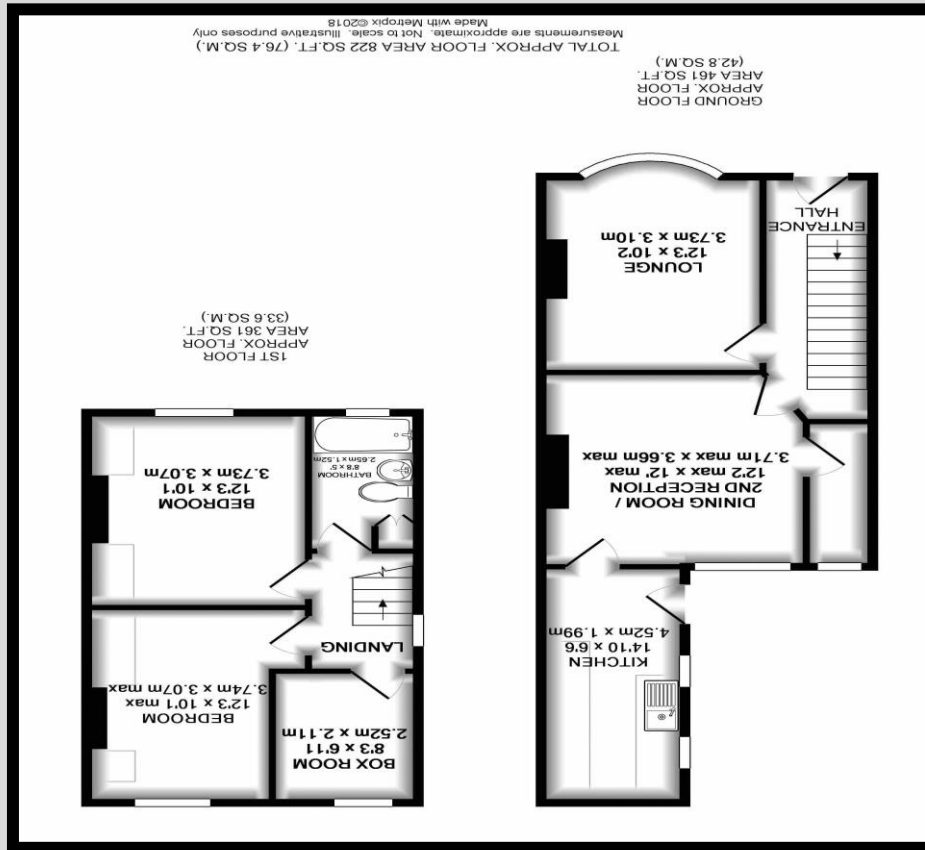 KITCHEN
14'10 x 6'6
4.52m x 1.99m
DINING ROOM /
2ND RECEPTION
12'2 max x 12' max
3.71m max x 3.66m max
LOUNGE
12'3 x 10'2
3.73m x 3.10m
ENTRANCE
HALL
GROUND FLOOR
APPROX. FLOOR
AREA 461 SQ.FT.
(42.8 SQ.M.)
BOX ROOM
8'3 x 6'11
2.52m x 2.11m
BEDROOM
12'3 x 10'1 max
3.74m x 3.07m max
LANDING
BEDROOM
12'3 x 10'1
3.73m x 3.07m
BATHROOM
8'8 x 5'
2.65m x 1.52m
1ST FLOOR
APPROX. FLOOR
AREA 361 SQ.FT.
(33.6 SQ.M.)
TOTAL APPROX. FLOOR AREA 822 SQ.FT. (76.4 SQ.M.)
Measurements are approximate. Not to scale. Illustrative purposes only
Made with Metropix ©2018